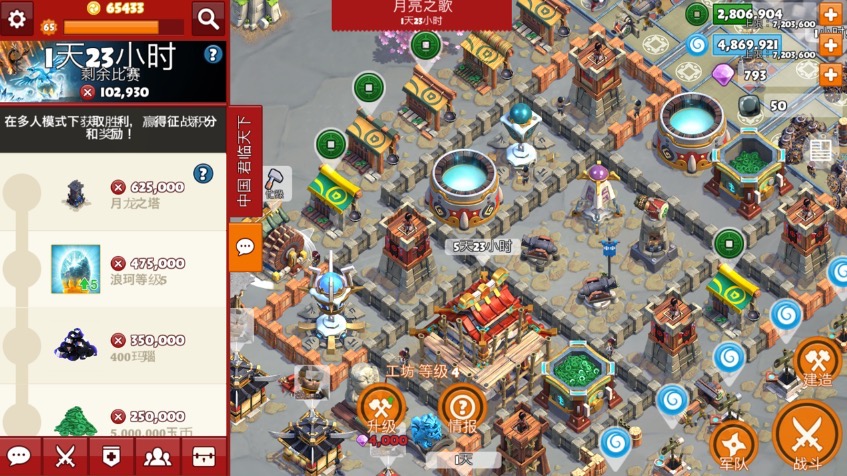 65433
65
1天23小时
剩余比赛
102,930
在多人模式下获取胜利，赢得征战积分
和奖励！
625,000
月龙之塔
475,000
浪珂等级5
5
350,000
400玛瑙
250,000
5,000,000玉币
中国 君临天下
忙碌
月亮之歌
1天23小时
2,806,904
上限：7,203,600
4,869,921
上限：7,203,600
793
50
5天23小时
工坊 等级 4
升级
4,000
情报
1天
建造
军队
战斗